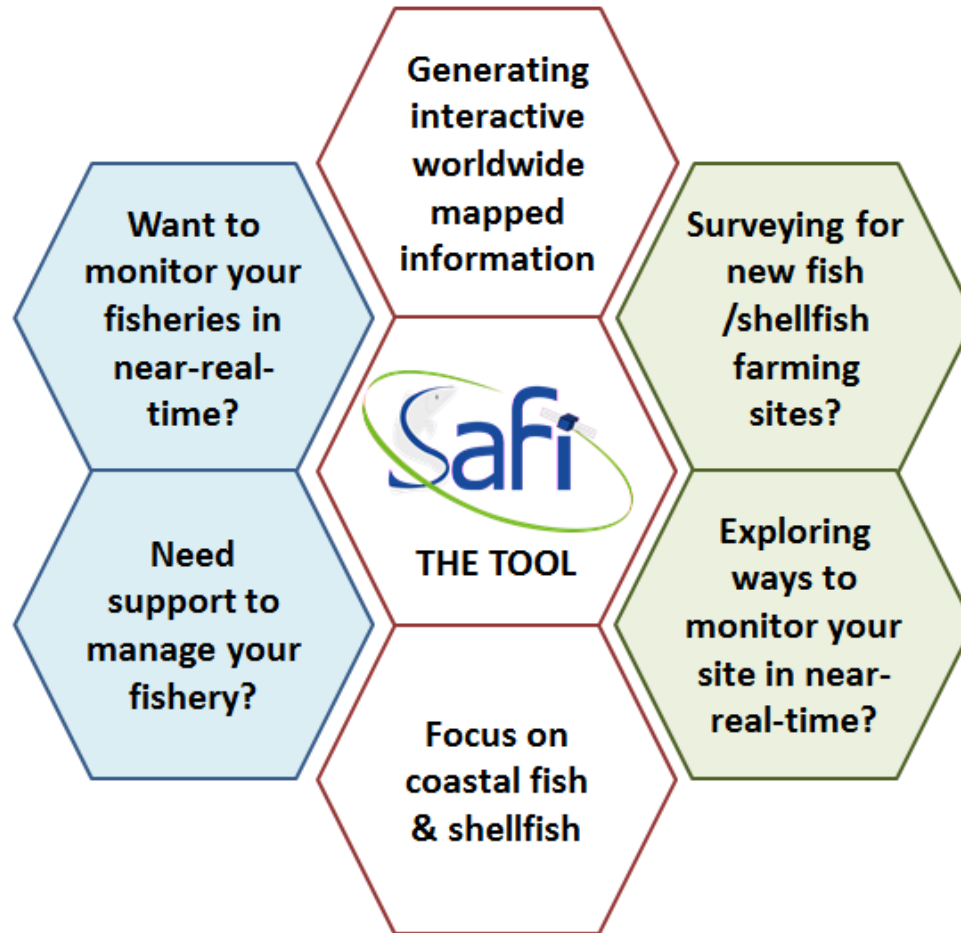 Generating
interactive
worldwide
mapped
information
Want to
monitor your
fisheries in
near-real-
time?
Surveying for
new fish
/shellfish
farming
sites?
Safi
THE TOOL
Need
support to
manage your
fishery?
Exploring
ways to
monitor your
site in near-
real-time?
Focus on
coastal fish
& shellfish